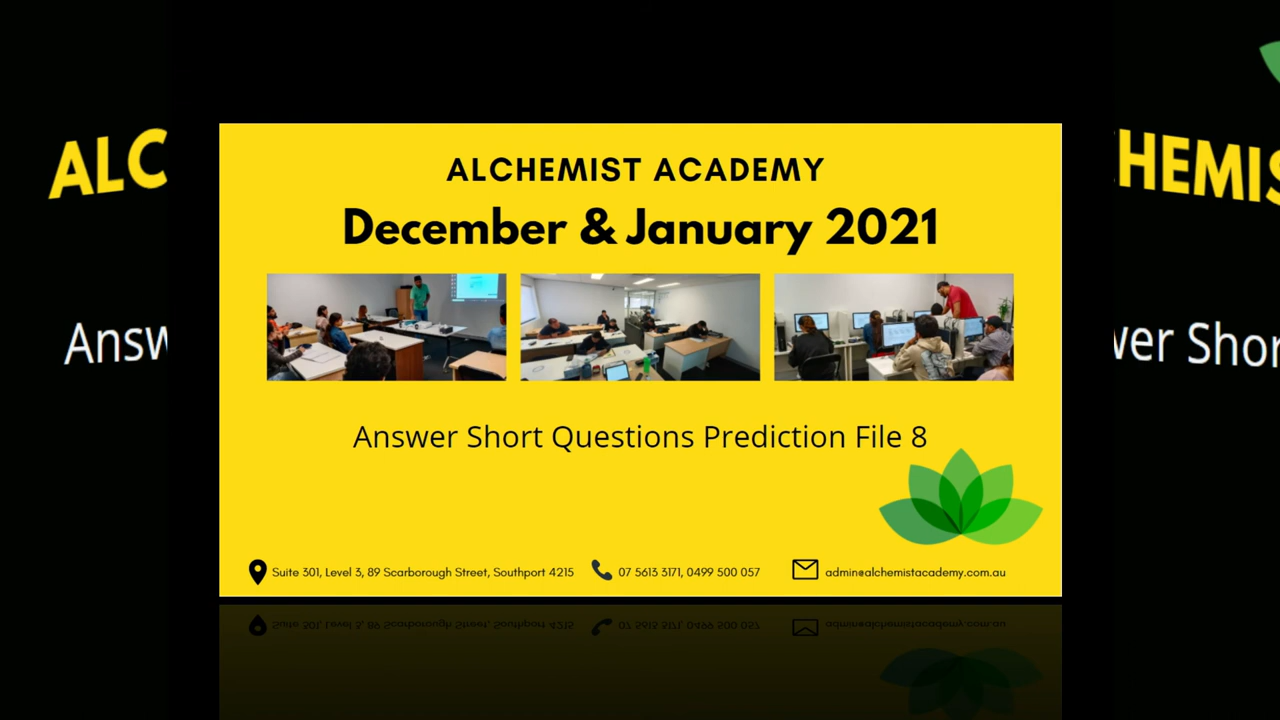 ALCHEMIST ACADEMY
December & January 2021
Answer Short Questions Prediction File 8
Suite 301, Level 3, 89 Scarborough Street, Southport 4215
07 5613 3171, 0499 500 057
admin@alchemistacademy.com.au
ALC
HEMIS
Answ
er Shor